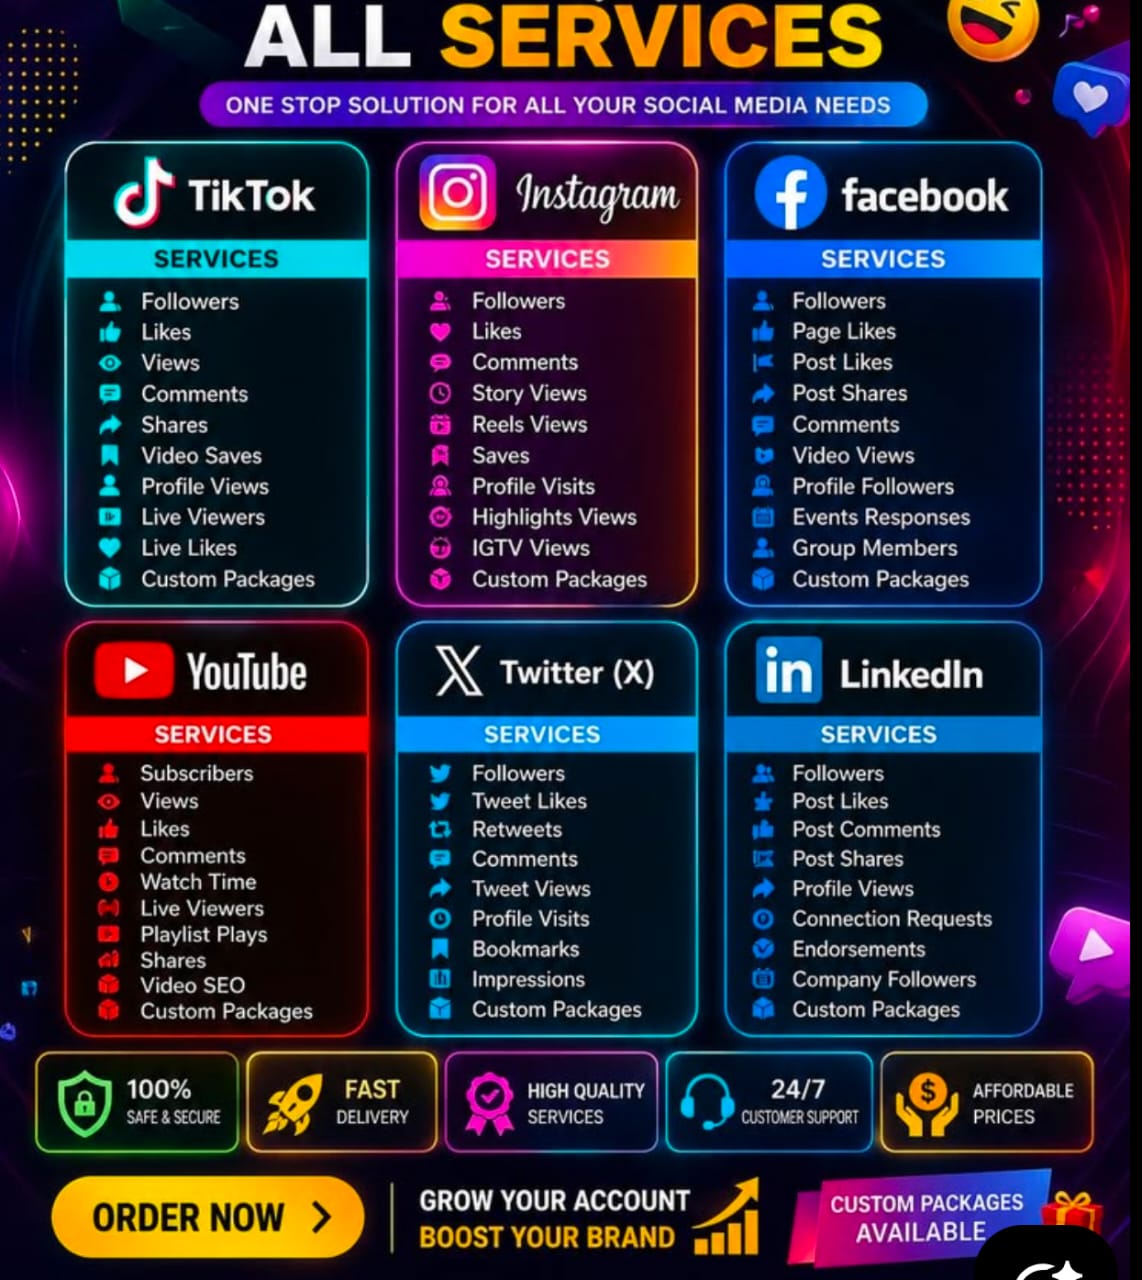 ALL SERVICES
ONE STOP SOLUTION FOR ALL YOUR SOCIAL MEDIA NEEDS
TikTok
SERVICES
Followers
Likes
Views
Comments
Shares
Video Saves
Profile Views
Live Viewers
Live Likes
Custom Packages
Instagram
SERVICES
Followers
Likes
Comments
Story Views
Reels Views
Saves
Profile Visits
Highlights Views
IGTV Views
Custom Packages
facebook
SERVICES
Followers
Page Likes
Post Likes
Post Shares
Comments
Video Views
Profile Followers
Events Responses
Group Members
Custom Packages
YouTube
SERVICES
Subscribers
Views
Likes
Comments
Watch Time
Live Viewers
Playlist Plays
Shares
Video SEO
Custom Packages
X Twitter (X)
SERVICES
Followers
Tweet Likes
Retweets
Comments
Tweet Views
Profile Visits
Bookmarks
Impressions
Custom Packages
in LinkedIn
SERVICES
Followers
Post Likes
Post Comments
Post Shares
Profile Views
Connection Requests
Endorsements
Company Followers
Custom Packages
100%
SAFE & SECURE
FAST
DELIVERY
HIGH QUALITY
SERVICES
24/7
CUSTOMER SUPPORT
$
AFFORDABLE
PRICES
ORDER NOW
GROW YOUR ACCOUNT
BOOST YOUR BRAND
CUSTOM PACKAGES
AVAILABLE